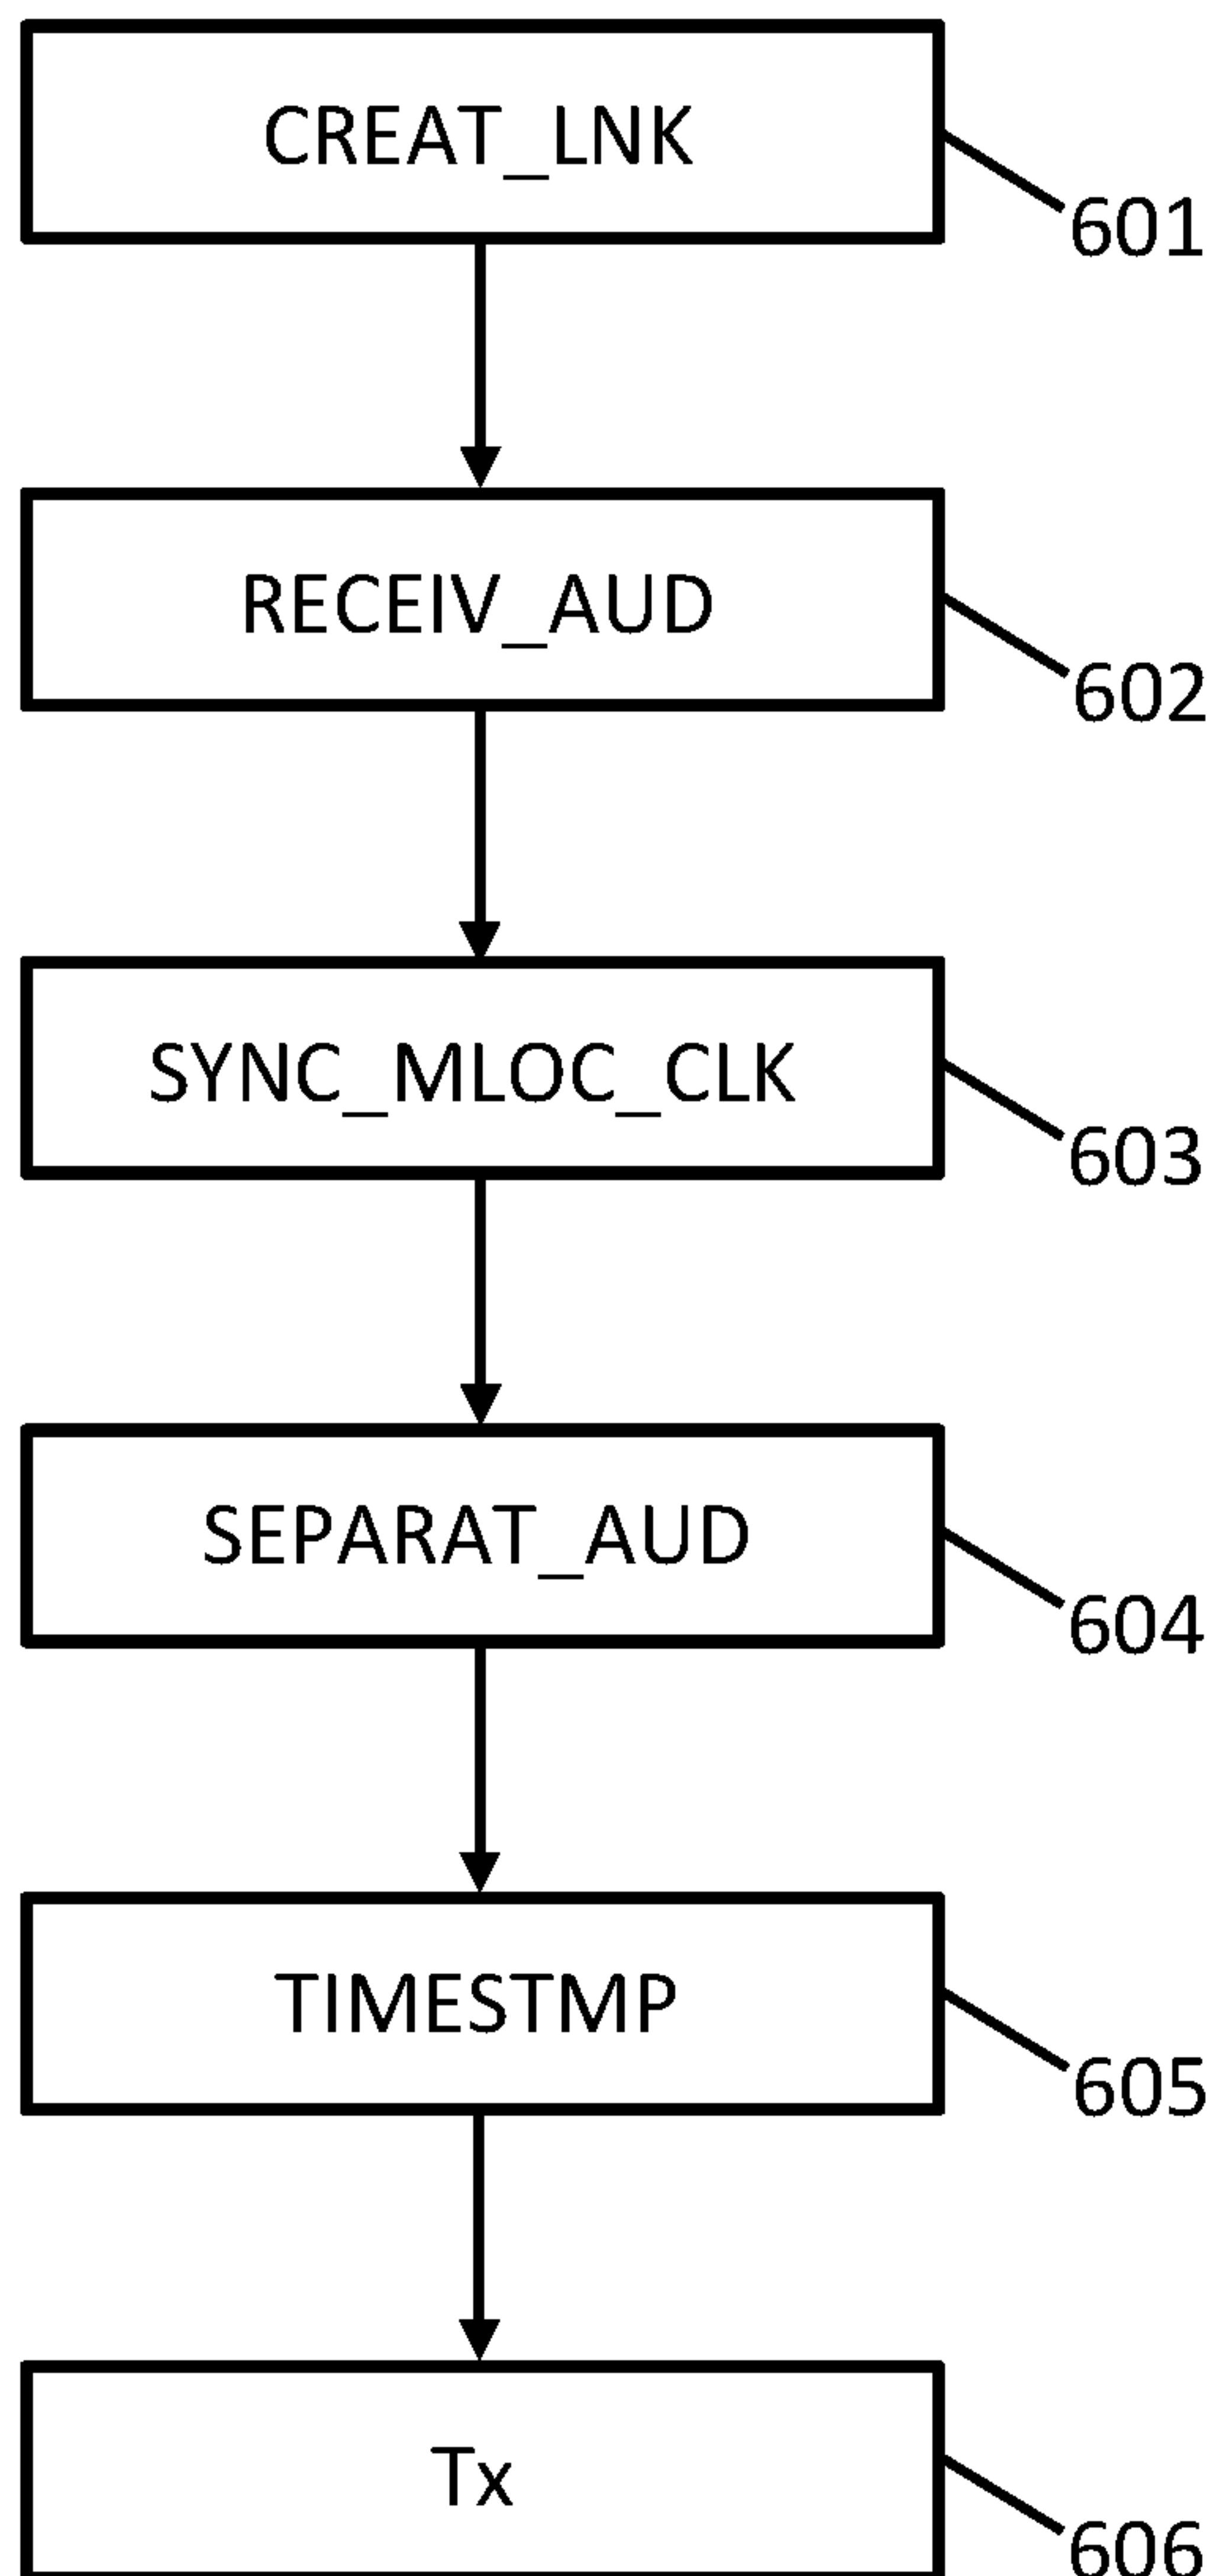 CREAT_LNK
601
RECEIV_AUD
602
SYNC_MLOC_CLK
603
SEPARAT_AUD
604
TIMESTMP
605
Tx
606